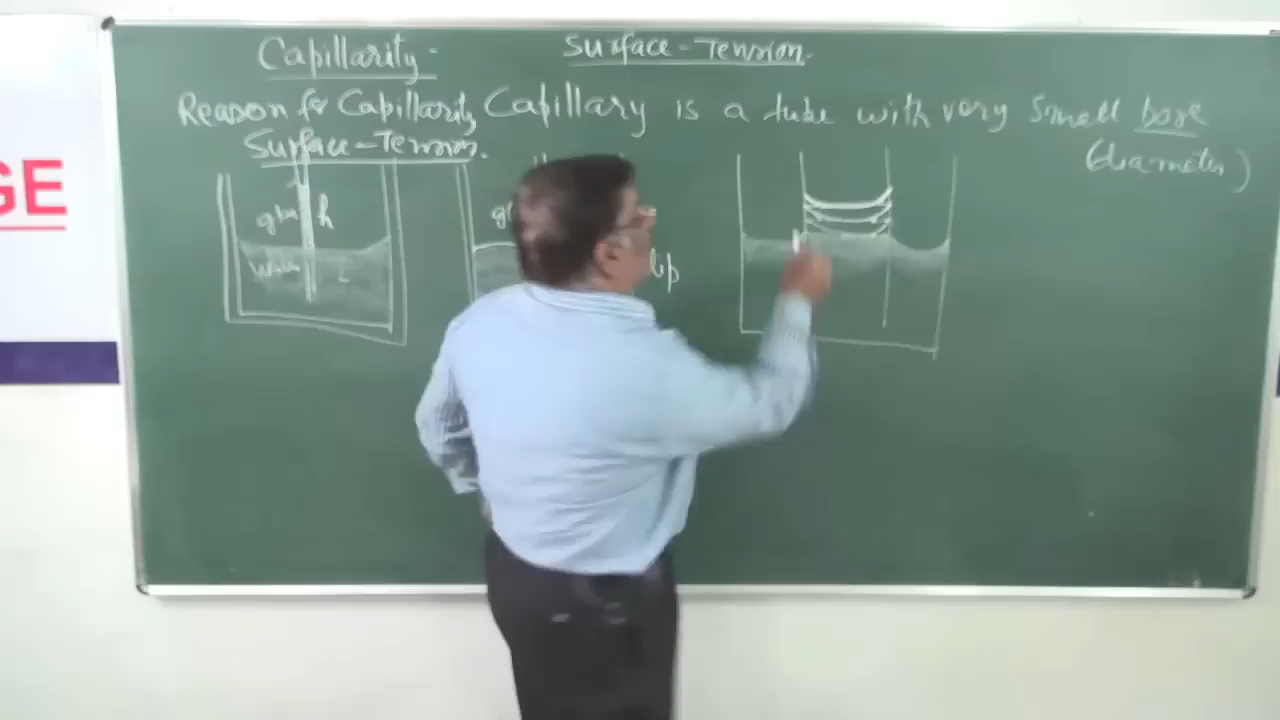 GE
Capillarity-
Surface-Tension.
Reason for Capillarity
Surface-Tension.
Capillary is a tube with very small bore
(diameter)
h